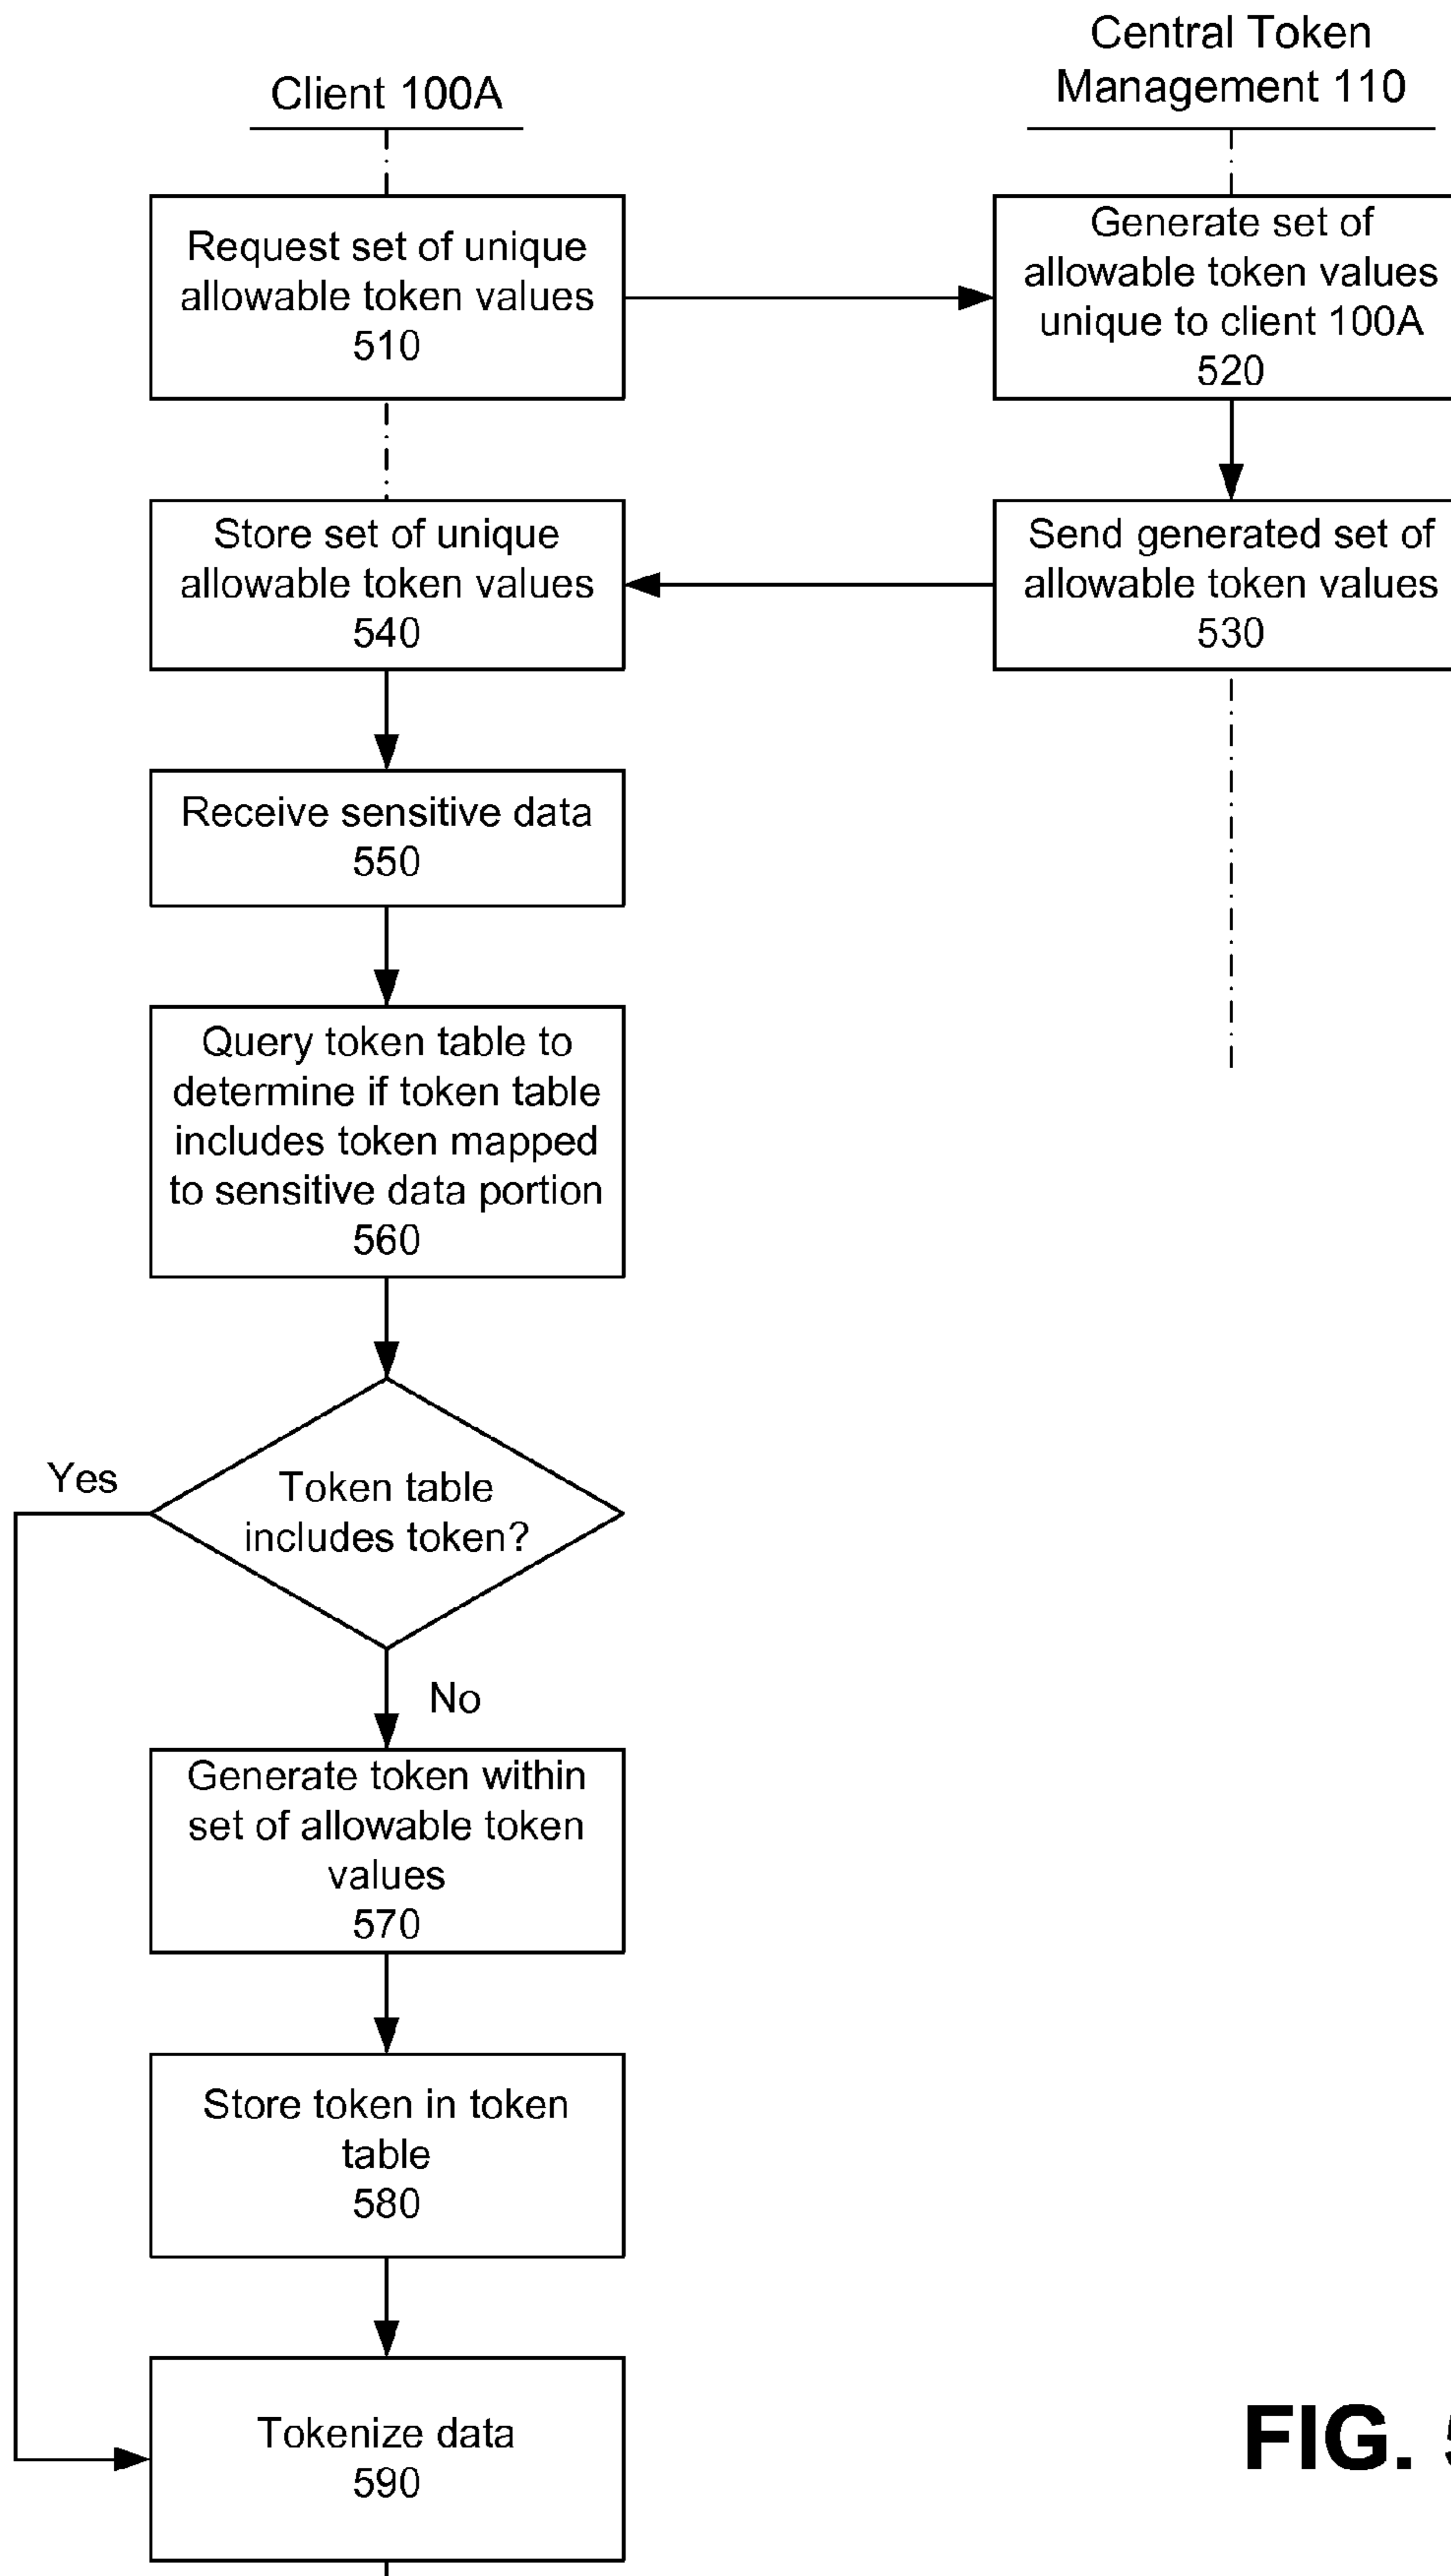 Client 100A
Central Token
Management 110
Request set of unique
allowable token values
510
Generate set of
allowable token values
unique to client 100A
520
Store set of unique
allowable token values
540
Send generated set of
allowable token values
530
Receive sensitive data
550
Query token table to
determine if token table
includes token mapped
to sensitive data portion
560
Yes
Token table
includes token?
No
Generate token within
set of allowable token
values
570
Store token in token
table
580
Tokenize data
590
FIG. 5